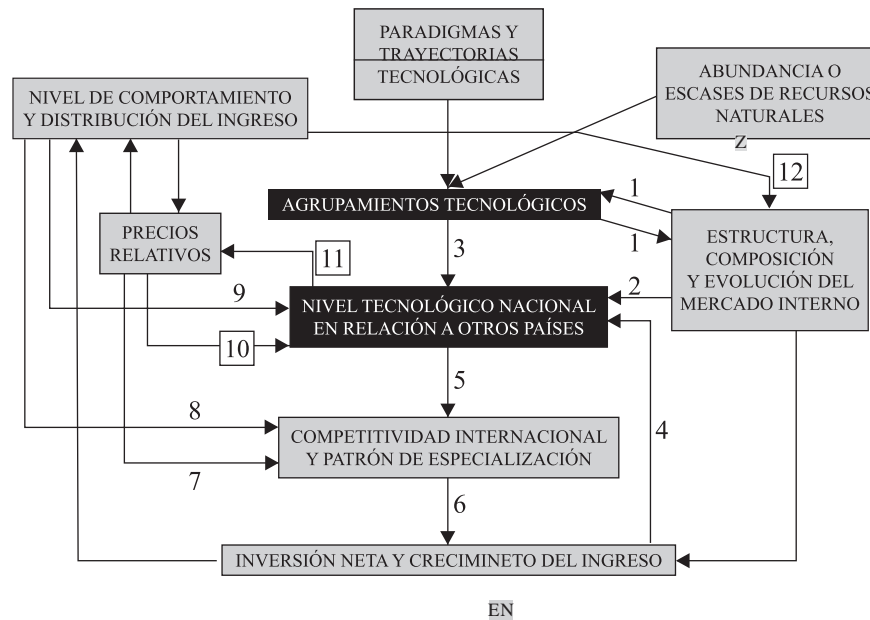 PARADIGMAS Y
TRAYECTORIAS
TECNOLÓGICAS
ABUNDANCIA O
ESCASES DE RECURSOS
NATURALES
Z
NIVEL DE COMPORTAMIENTO
Y DISTRIBUCIÓN DEL INGRESO
12
1
AGRUPAMIENTOS TECNOLÓGICOS
1
PRECIOS
RELATIVOS
ESTRUCTURA,
COMPOSICIÓN
Y EVOLUCIÓN DEL
MERCADO INTERNO
3
11
2
9
NIVEL TECNOLÓGICO NACIONAL
EN RELACIÓN A OTROS PAÍSES
10
5
8
4
COMPETITIVIDAD INTERNACIONAL
Y PATRÓN DE ESPECIALIZACIÓN
7
6
INVERSIÓN NETA Y CRECIMINETO DEL INGRESO
EN